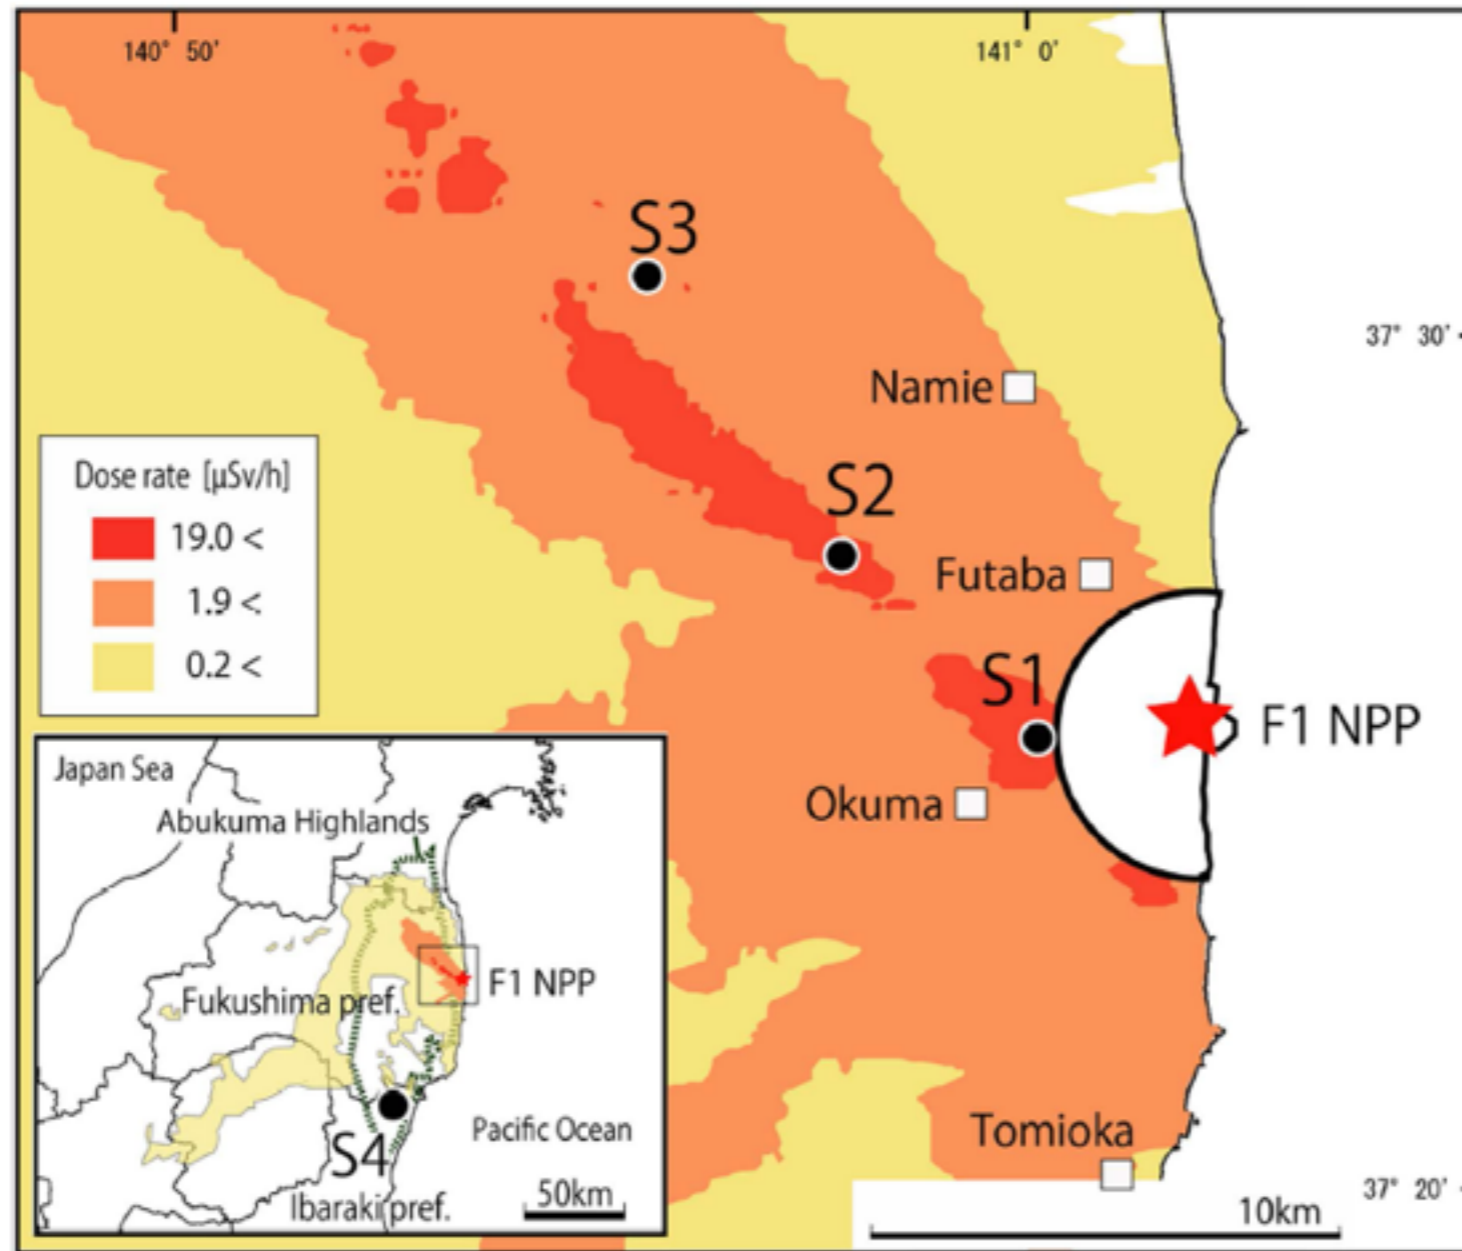 140° 50'
141° 0'
S3
37° 30'
Namie
Dose rate [μSv/h]
19.0 <
1.9 <
0.2 <
S2
Futaba
S1
F1 NPP
Okuma
Japan Sea
Abukuma Highlands
F1 NPP
Fukushima pref.
Pacific Ocean
S4
Ibaraki pref.
50km
Tomioka
37° 20'
10km